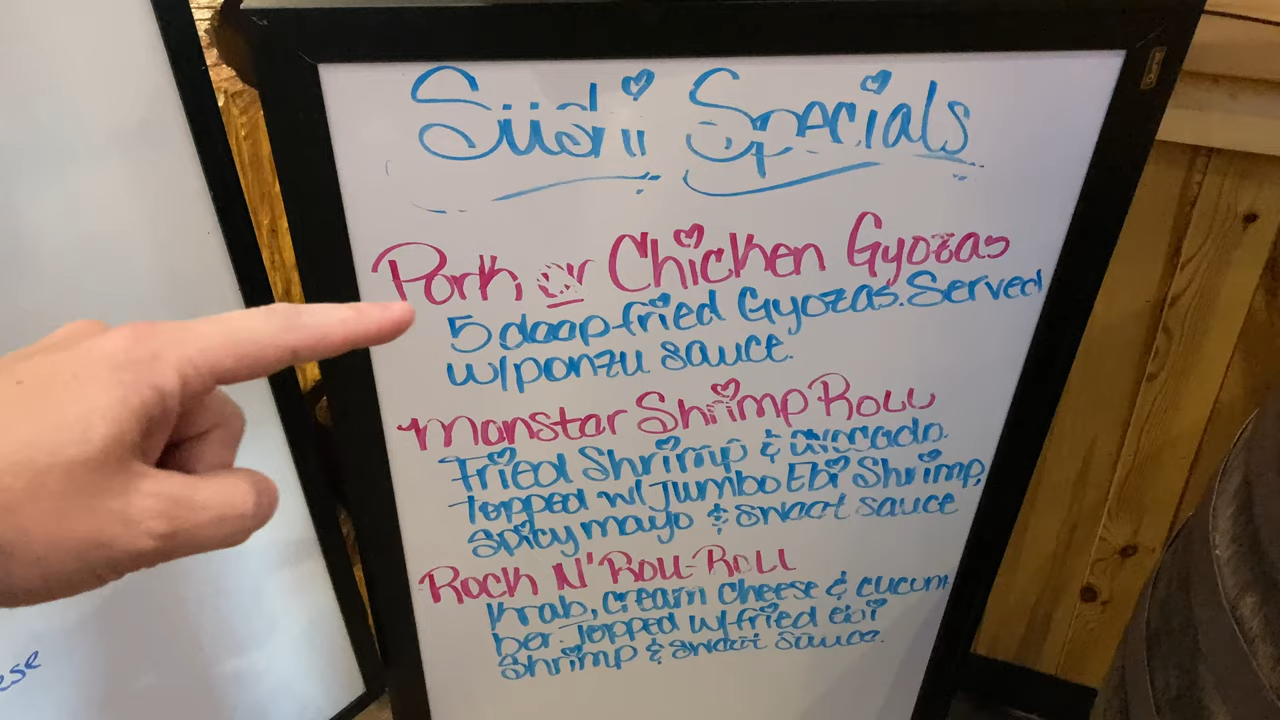 Sushi Specials
Pork or Chicken Gyozas
5 deep fried Gyozas. Served
w/ponzu sauce.
Monster Shrimp Roll
Fried Shrimp & avocado.
Topped w/ Jumbo Ebi Shrimp,
Spicy mayo & sweet sauce
Rock N' Roll-Roll
Krab, cream cheese & cucum
ber. Topped w/ fried ebi
Shrimp & sweet sauce.